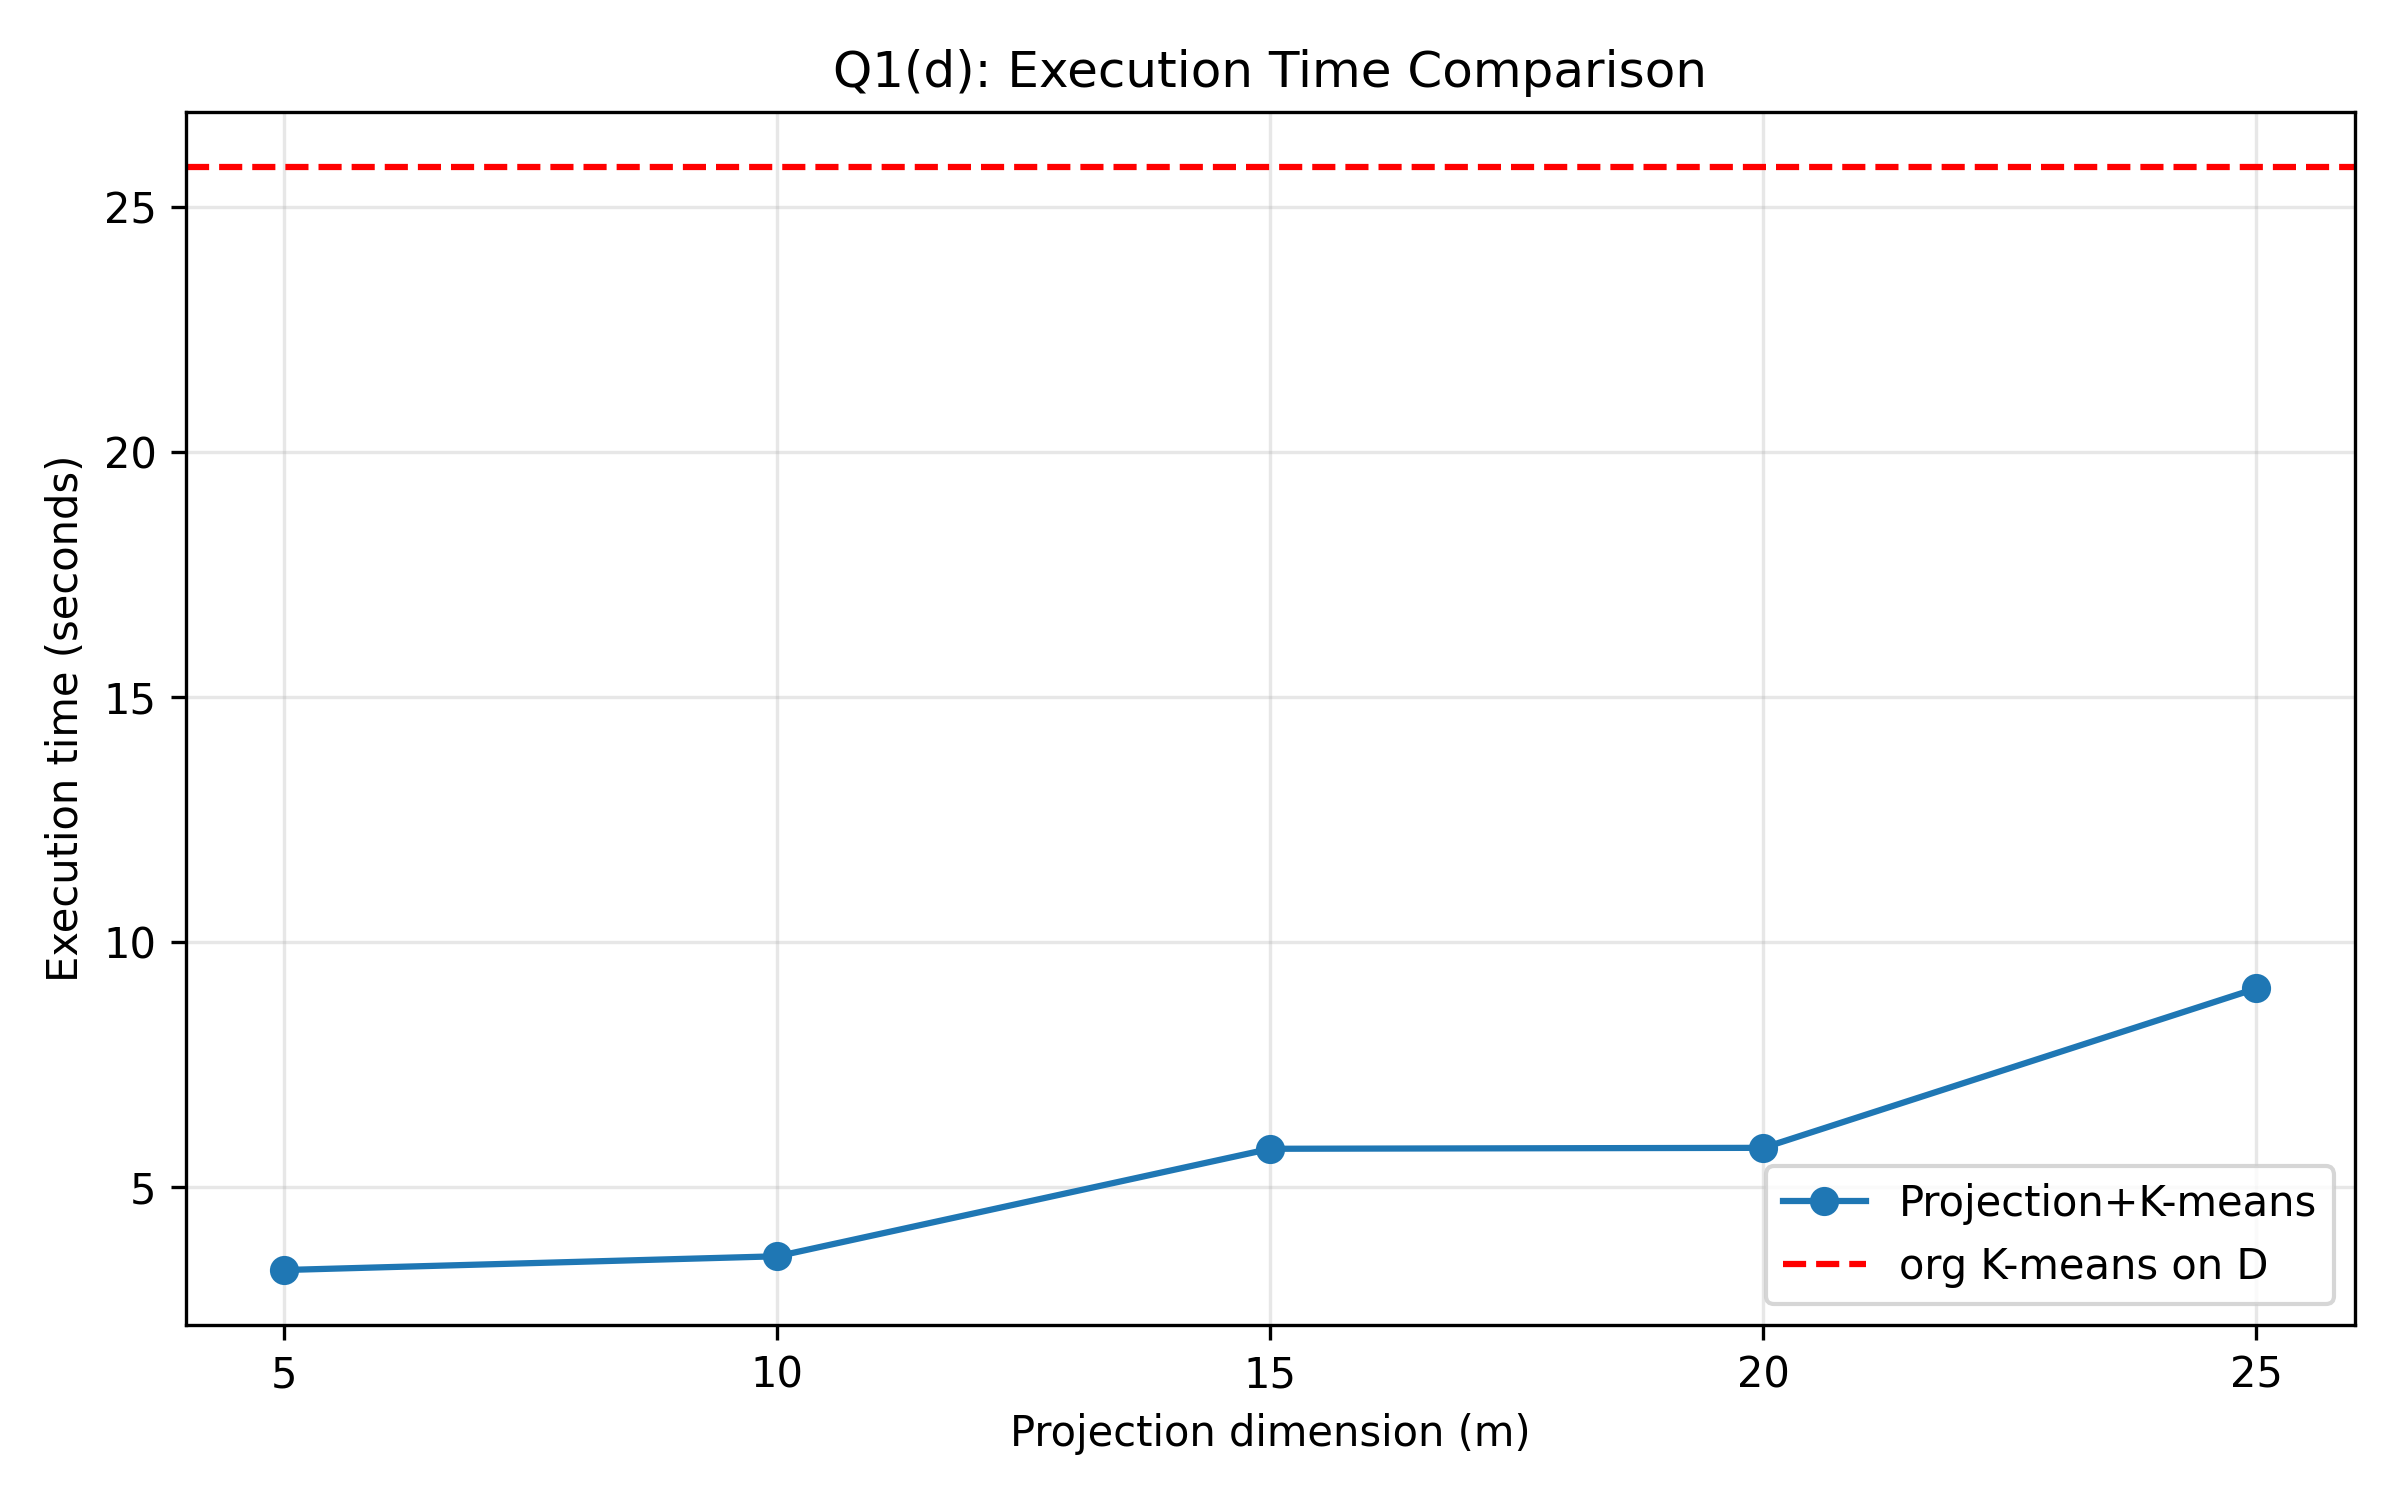 Q1(d): Execution Time Comparison
Execution time (seconds)
25
20
15
10
5
5 10 15 20 25
Projection dimension (m)
Projection+K-means
org K-means on D